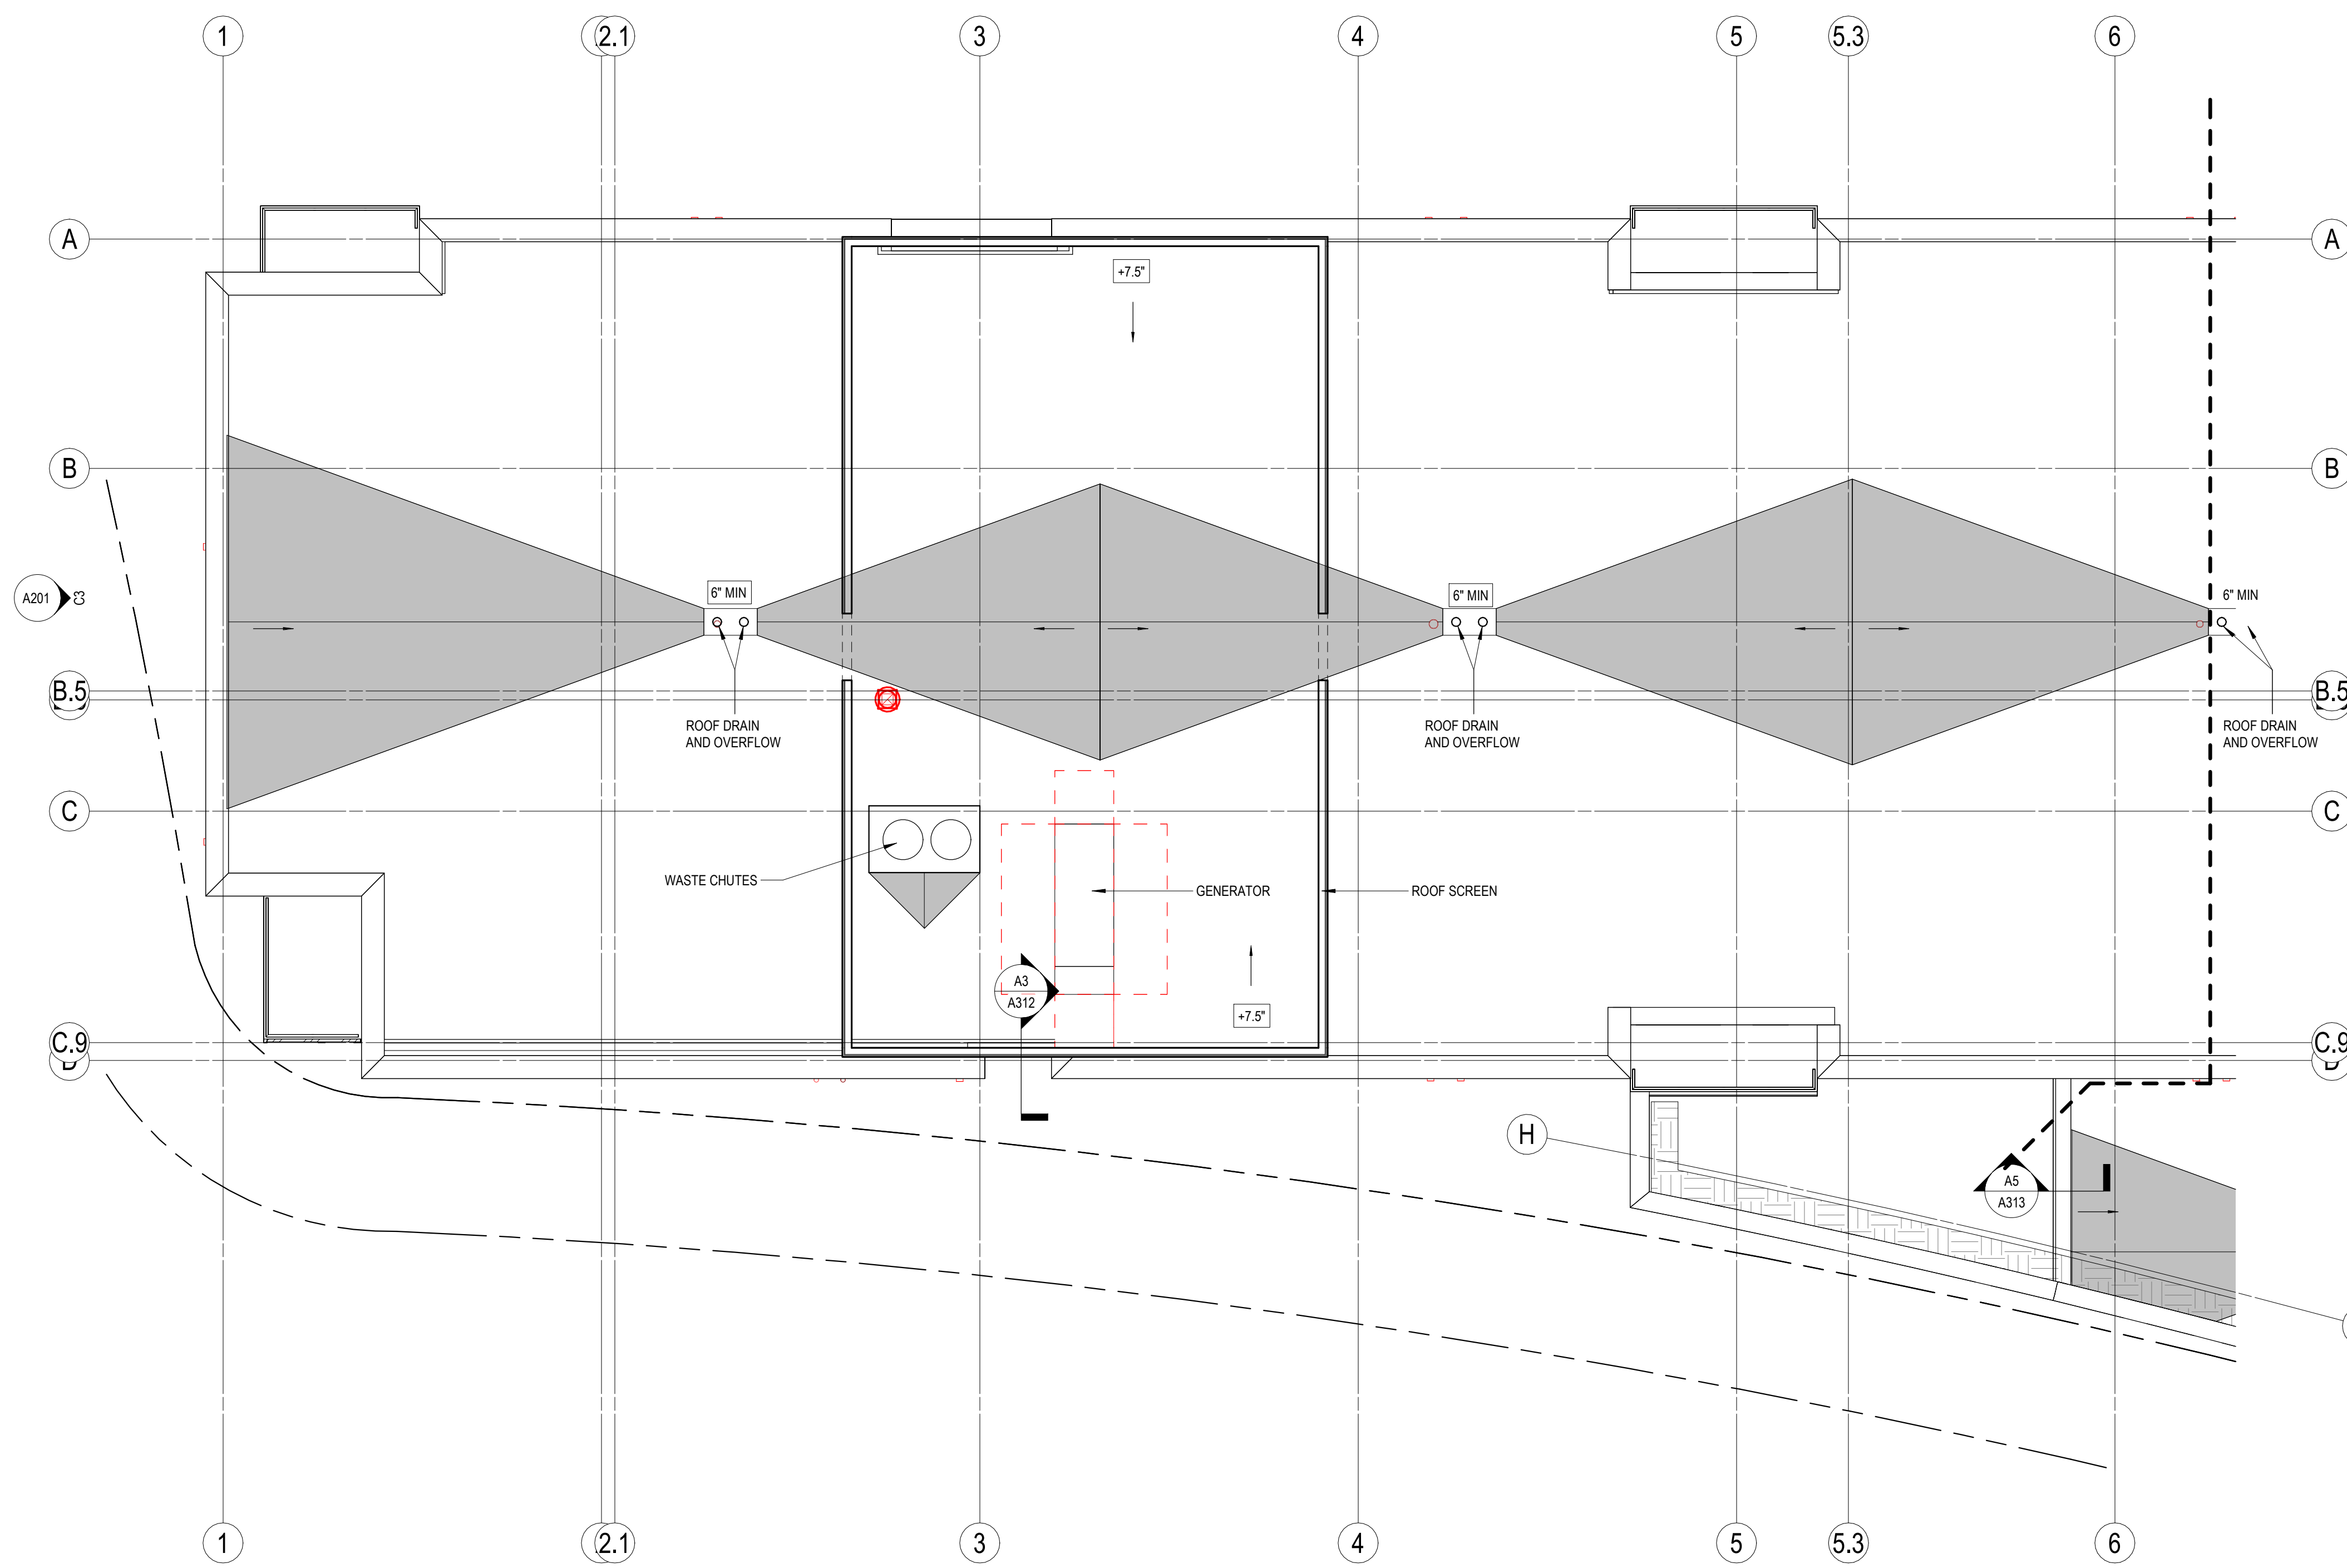 1
2.1
3
4
5
5.3
6
A
A
+7.5"
B
B
A201
C3
6" MIN
6" MIN
6" MIN
B.5
B.5
ROOF DRAIN
AND OVERFLOW
ROOF DRAIN
AND OVERFLOW
ROOF DRAIN
AND OVERFLOW
C
C
WASTE CHUTES
GENERATOR
ROOF SCREEN
A3
A312
+7.5"
C.9
C.9
D
D
H
A5
A313
1
2.1
3
4
5
5.3
6